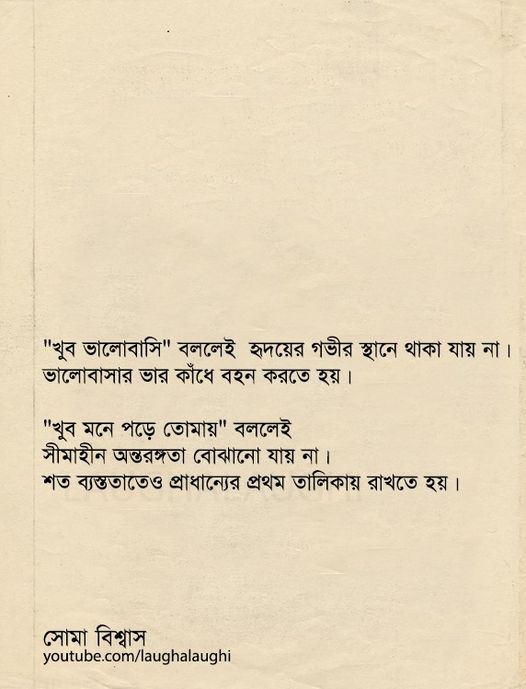 "খুব ভালোবাসি" বললেই হৃদয়ের গভীর স্থানে থাকা যায় না।
ভালোবাসার ভার কাঁধে বহন করতে হয়।
"খুব মনে পড়ে তোমায়" বললেই
সীমাহীন অন্তরঙ্গতা বোঝানো যায় না।
শত ব্যস্ততাতেও প্রাধান্যের প্রথম তালিকায় রাখতে হয়।
সোমা বিশ্বাস
youtube.com/laughalaughi